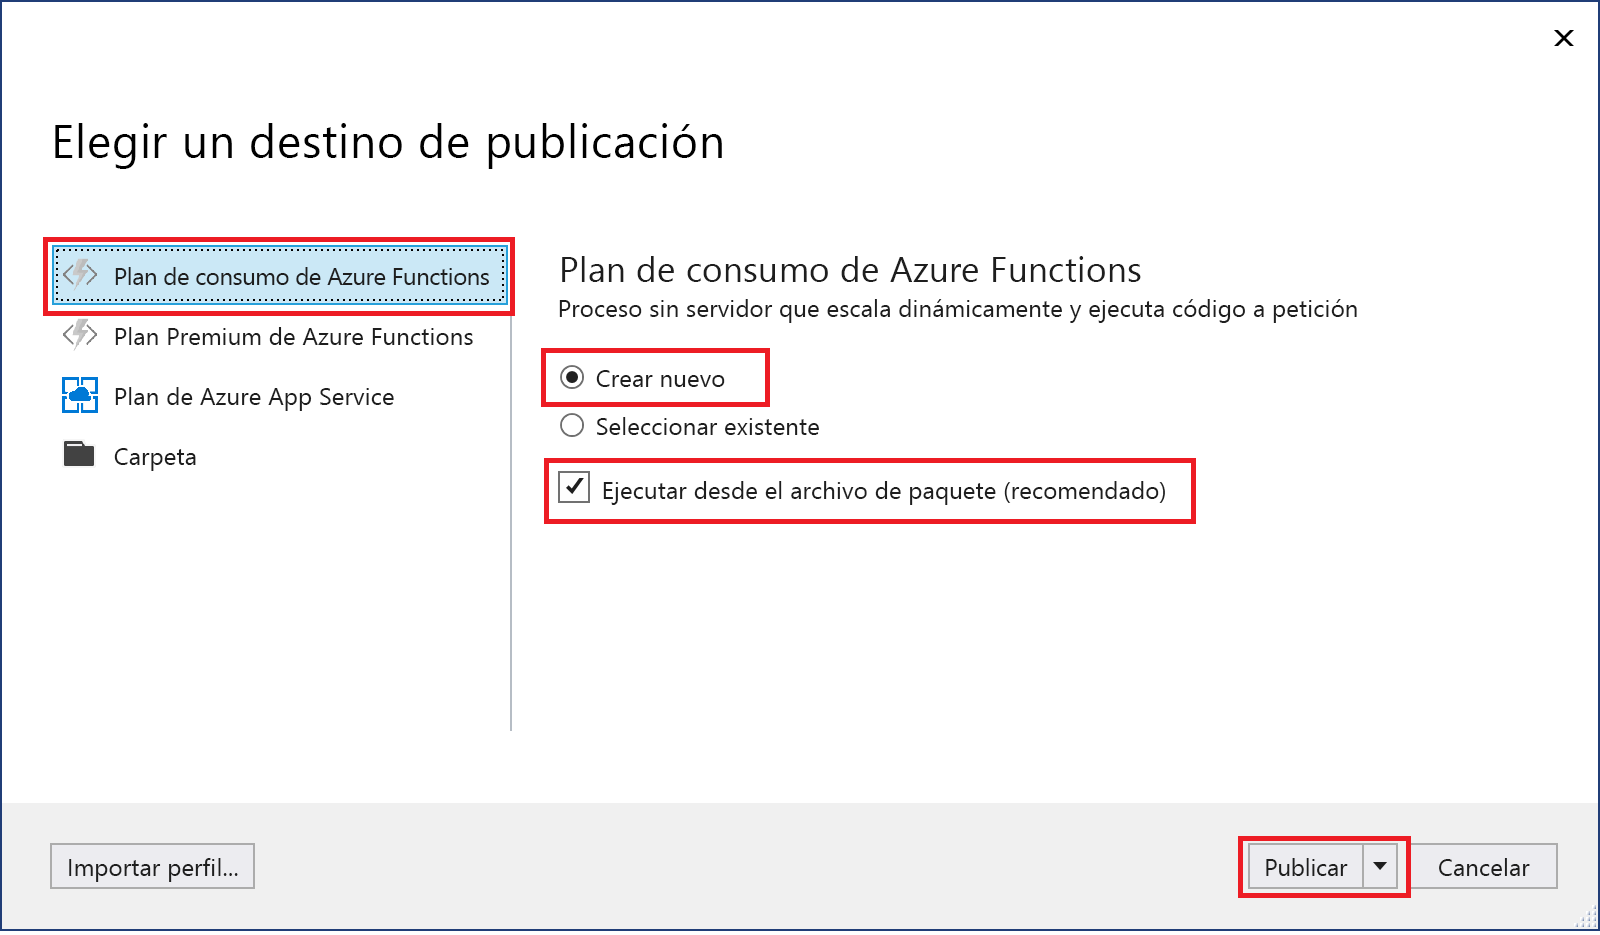 Elegir un destino de publicación
Plan de consumo de Azure Functions
Plan Premium de Azure Functions
Plan de Azure App Service
Carpeta
Plan de consumo de Azure Functions
Proceso sin servidor que escala dinámicamente y ejecuta código a petición
Crear nuevo
Seleccionar existente
Ejecutar desde el archivo de paquete (recomendado)
Importar perfil...
Publicar
Cancelar